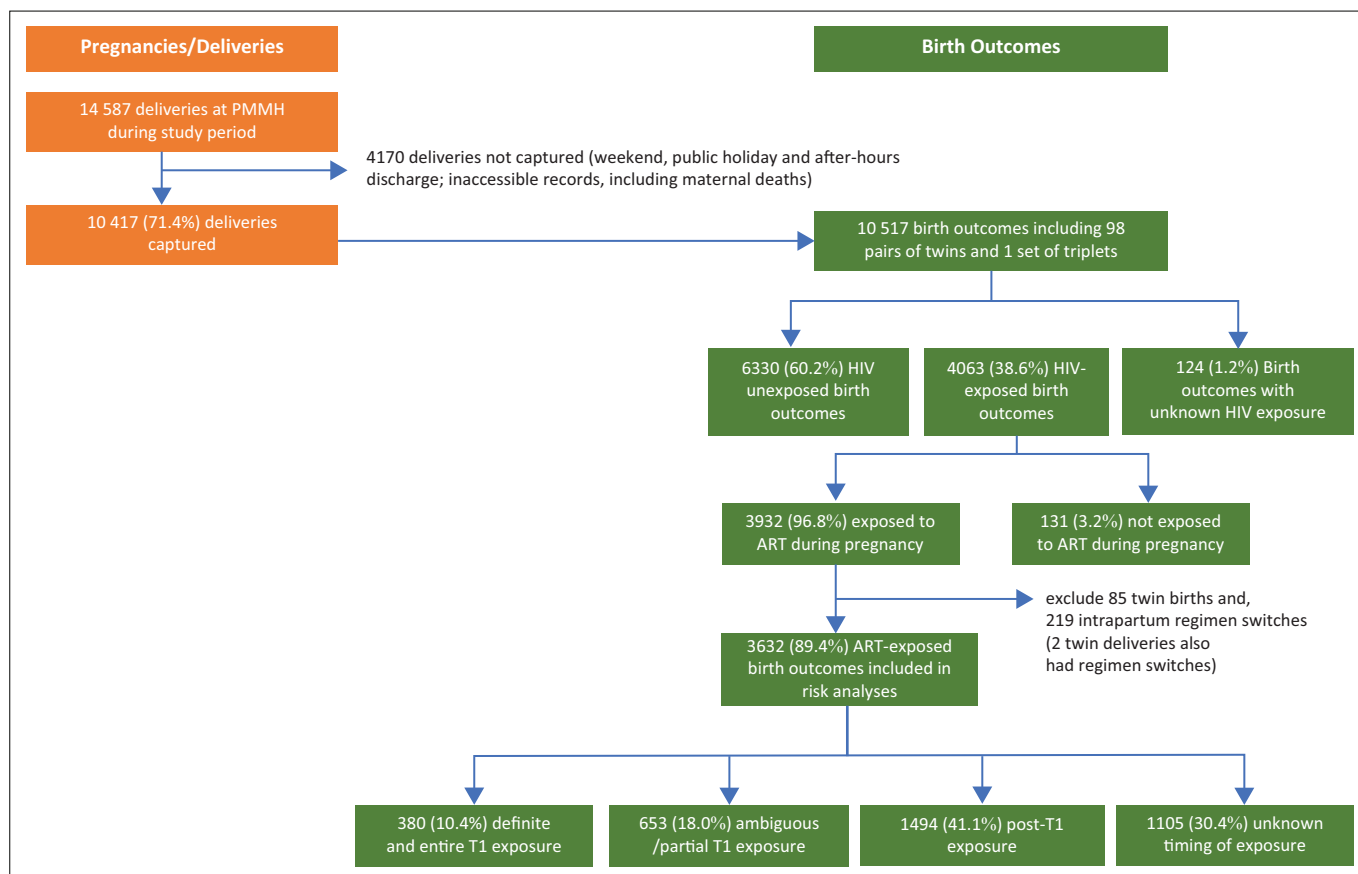 Pregnancies/Deliveries
Birth Outcomes
14 587 deliveries at PMMH
during study period
4170 deliveries not captured (weekend, public holiday and after-hours
discharge; inaccessible records, including maternal deaths)
10 417 (71.4%) deliveries
captured
10 517 birth outcomes including 98
pairs of twins and 1 set of triplets
6330 (60.2%) HIV
unexposed birth
outcomes
4063 (38.6%) HIV-
exposed birth
outcomes
124 (1.2%) Birth
outcomes with
unknown HIV exposure
3932 (96.8%) exposed to
ART during pregnancy
131 (3.2%) not exposed
to ART during pregnancy
exclude 85 twin births and,
219 intrapartum regimen switches
(2 twin deliveries also
had regimen switches)
3632 (89.4%) ART-exposed
birth outcomes included in
risk analyses
380 (10.4%) definite
and entire T1 exposure
653 (18.0%) ambiguous
/partial T1 exposure
1494 (41.1%) post-T1
exposure
1105 (30.4%) unknown
timing of exposure